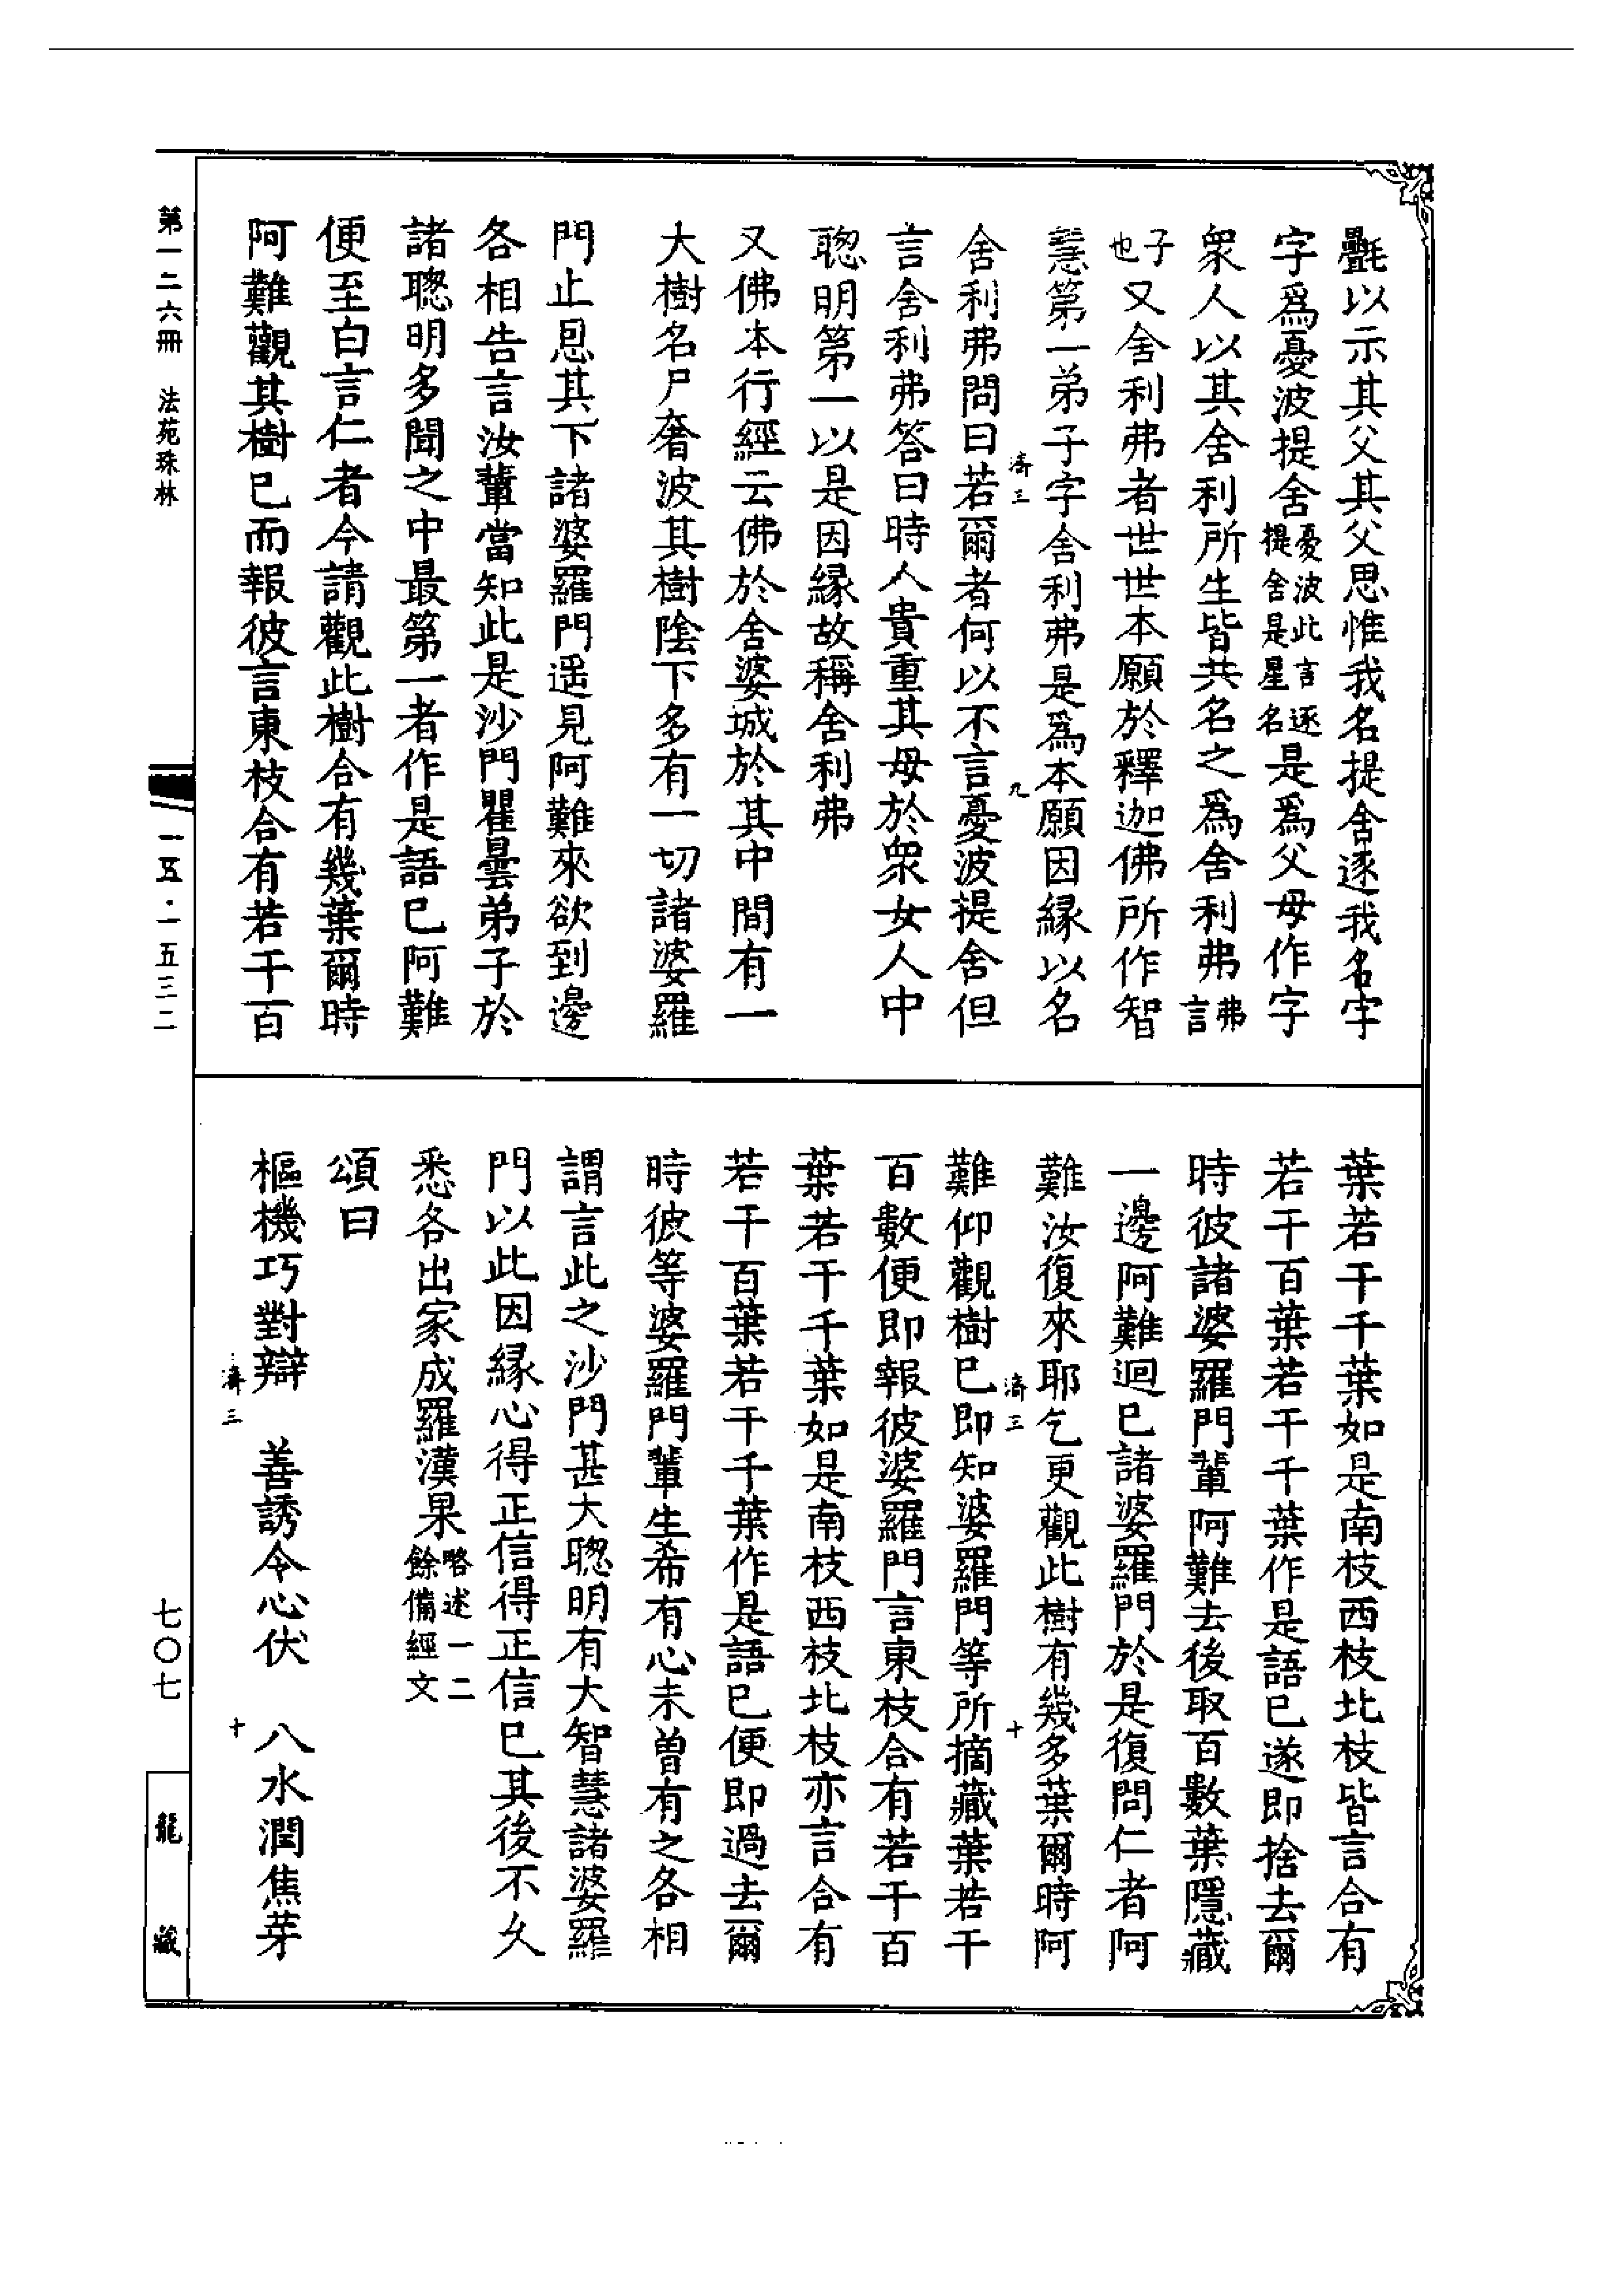 氎以示其父其父思惟我名提舍逐我名字
字爲憂波提舍憂波此言逐提舍是星名是爲父母作字
衆人以其舍利所生皆共名之爲舍利弗弗言
子也又舍利弗者世世本願於釋迦佛所作智
慧第一弟子字舍利弗是爲本願因縁以名
濟三 九
舍利弗問曰若爾者何以不言憂波提舍但
言舍利弗答曰時人貴重其母於衆女人中
聰明第一以是因縁故稱舍利弗
又佛本行經云佛於舍婆城於其中間有一
大樹名尸奢波其樹陰下多有一切諸婆羅
門止息其下諸婆羅門遥見阿難來欲到邊
各相告言汝輩當知此是沙門瞿曇弟子於
諸聰明多聞之中最第一者作是語已阿難
便至白言仁者今請觀此樹合有幾葉爾時
阿難觀其樹已而報彼言東枝合有若干百
葉若干千葉如是南枝西枝北枝皆言合有
若干百葉若干千葉作是語已遂即捨去爾
時彼諸婆羅門輩阿難去後取百數葉隱藏
一邊阿難迴已諸婆羅門於是復問仁者阿
難汝復來耶乞更觀此樹有幾多葉爾時阿
濟三 十
難仰觀樹已即知婆羅門等所摘藏葉若干
百數便即報彼婆羅門言東枝合有若干百
葉若干千葉如是南枝西枝北枝亦言合有
若干百葉若干千葉作是語已便即過去爾
時彼等婆羅門輩生希有心未曽有之各相
謂言此之沙門甚大聰明有大智慧諸婆羅
門以此因縁心得正信得正信已其後不久
悉各出家成羅漢果略述一二餘備經文
頌曰
樞機巧對辯 善誘令心伏 八水潤焦芽
濟三 十
第一二六冊 法苑珠林
一五·一五三二
七〇七
龍藏